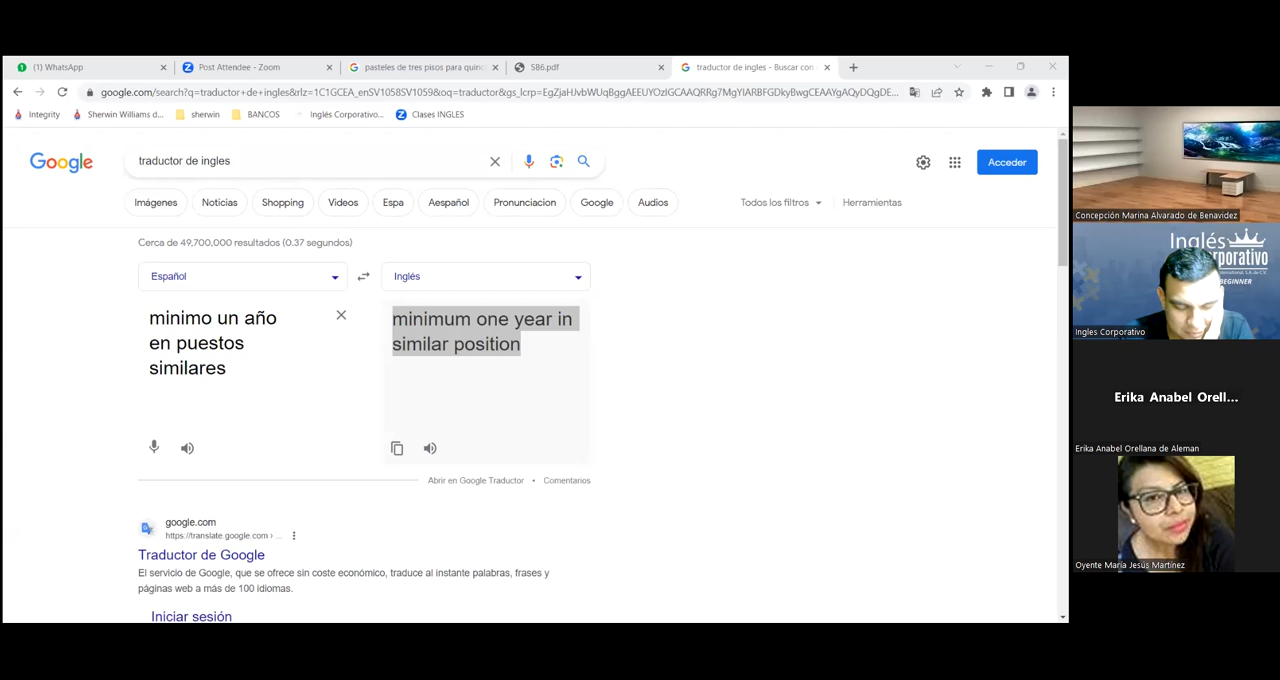 (1) WhatsApp
Post Attendee - Zoom
pasteles de tres pisos para quinc
S86.pdf
traductor de ingles - Buscar con
google.com/search?q=traductor+de+ingles&rlz=1C1GCEA_enSV1058SV1059&oq=traductor&gs_lcrp=EgZjaHJvbWUqBggAEEUYOzIGCAAQRRg7MgYIARBFGDkyBwgCEAAYgAQyDQgDE...
Integrity
Sherwin Williams d...
sherwin
BANCOS
Inglés Corporativo...
Clases INGLES
Google
traductor de ingles
Acceder
Imágenes
Noticias
Shopping
Videos
Espa
Aespañol
Pronunciacion
Google
Audios
Todos los filtros
Herramientas
Cerca de 49,700,000 resultados (0.37 segundos)
Español
Inglés
minimo un año
en puestos
similares
minimum one year in
similar position
Abrir en Google Traductor • Comentarios
google.com
https://translate.google.com › ...
Traductor de Google
El servicio de Google, que se ofrece sin coste económico, traduce al instante palabras, frases y
páginas web a más de 100 idiomas.
Iniciar sesión
Concepción Marina Alvarado de Benavidez
Inglés
orporativo
International, S.A. de C.V.
BEGINNER
Ingles Corporativo
Erika Anabel Orell...
Erika Anabel Orellana de Aleman
Oyente María Jesús Martínez